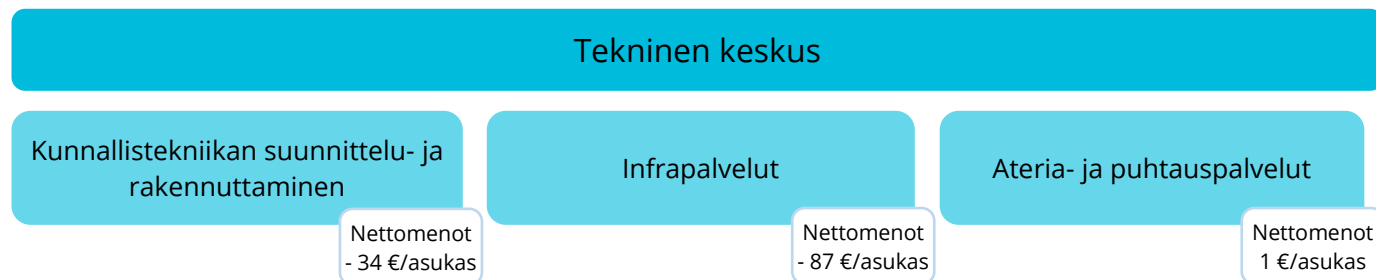 Tekninen keskus
Kunnallistekniikan suunnittelu- ja
rakennuttaminen
Nettomenot
- 34 €/asukas
Infrapalvelut
Nettomenot
- 87 €/asukas
Ateria- ja puhtauspalvelut
Nettomenot
1 €/asukas